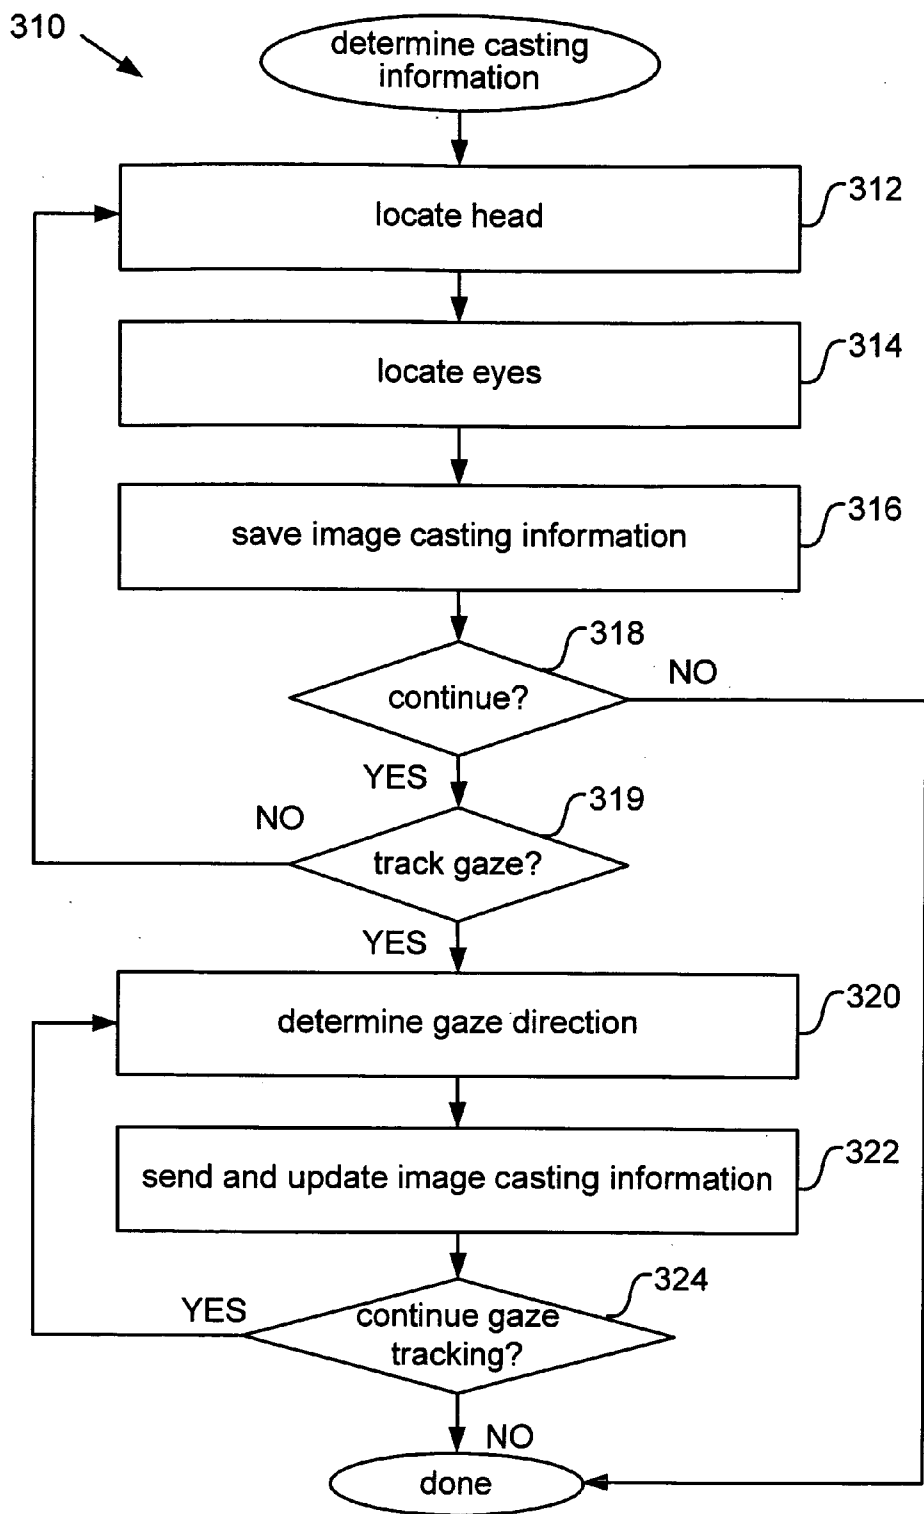 310
determine casting
information
312
locate head
314
locate eyes
316
save image casting information
318
NO
continue?
YES
319
NO
track gaze?
YES
320
determine gaze direction
322
send and update image casting information
324
YES
continue gaze
tracking?
NO
done